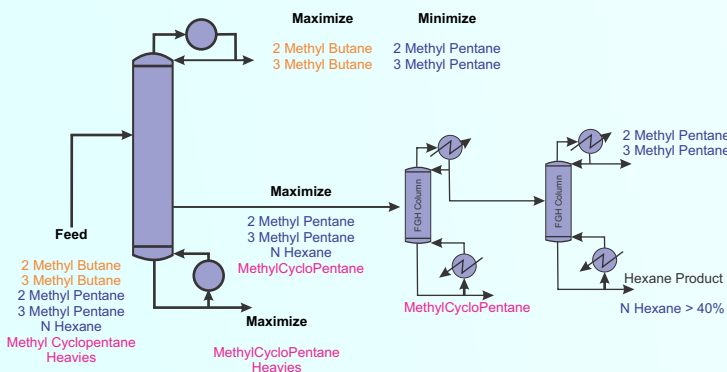 Maximize
Minimize
2 Methyl Butane
3 Methyl Butane
2 Methyl Pentane
3 Methyl Pentane
2 Methyl Pentane
3 Methyl Pentane
FGH Column
FGH Column
Maximize
2 Methyl Pentane
3 Methyl Pentane
N Hexane
MethylCycloPentane
Feed
2 Methyl Butane
3 Methyl Butane
2 Methyl Pentane
3 Methyl Pentane
N Hexane
Methyl Cyclopentane
Heavies
Maximize
MethylCycloPentane
Heavies
MethylCycloPentane
Hexane Product
N Hexane > 40%